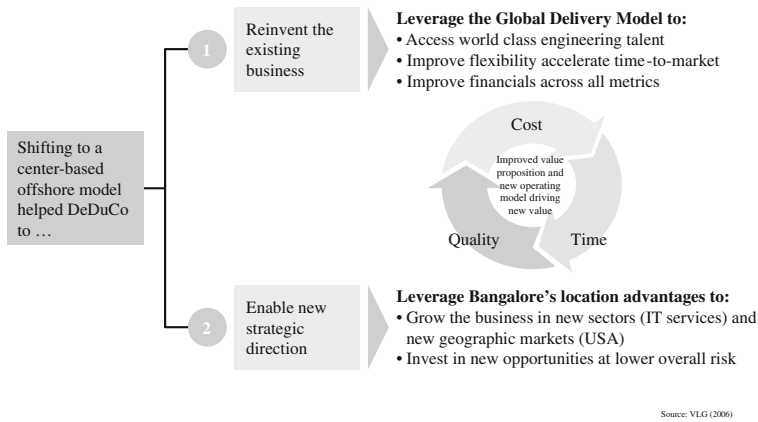 Shifting to a
center-based
offshore model
helped DeDuCo
to …
1
Reinvent the
existing
business
Leverage the Global Delivery Model to:
• Access world class engineering talent
• Improve flexibility accelerate time-to-market
• Improve financials across all metrics
Cost
Improved value
proposition and
new operating
model driving
new value
Quality
Time
2
Enable new
strategic
direction
Leverage Bangalore's location advantages to:
• Grow the business in new sectors (IT services) and
new geographic markets (USA)
• Invest in new opportunities at lower overall risk
Source: VLG (2006)